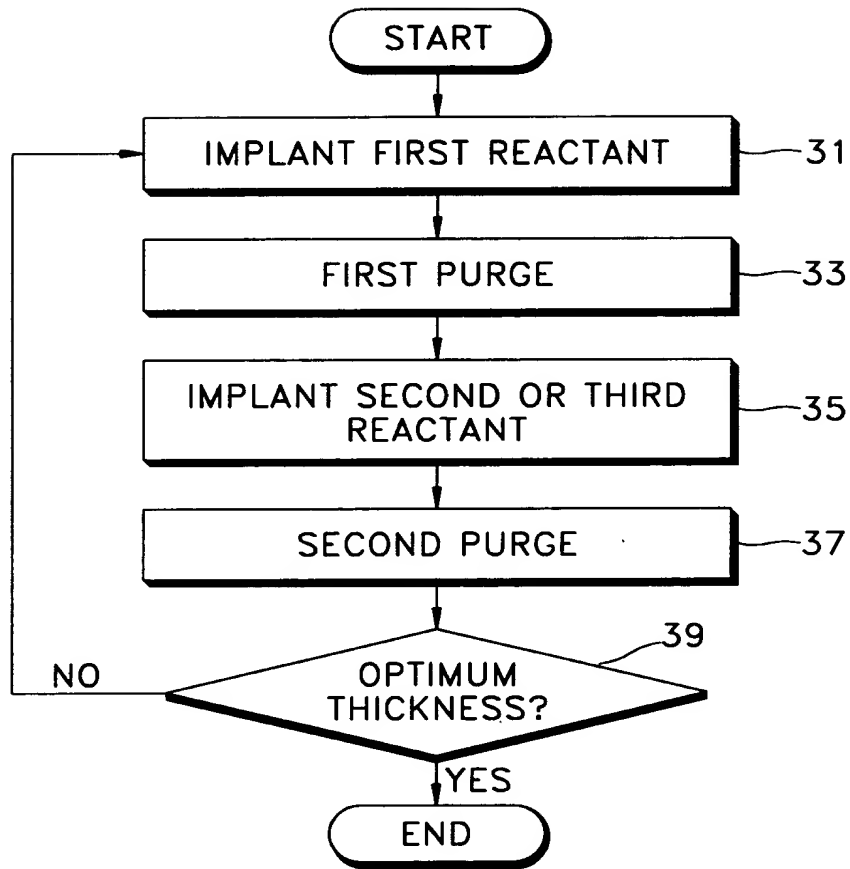 START
IMPLANT FIRST REACTANT
31
FIRST PURGE
33
IMPLANT SECOND OR THIRD
REACTANT
35
SECOND PURGE
37
39
OPTIMUM
THICKNESS?
NO
YES
END